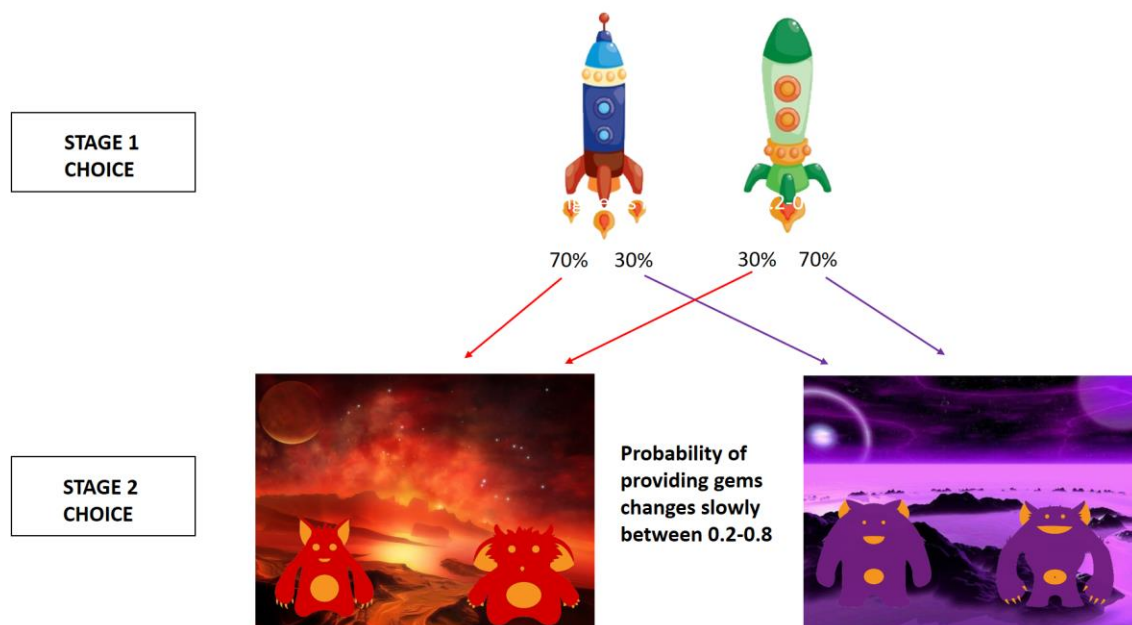 STAGE 1
CHOICE
70%
30%
30%
70%
STAGE 2
CHOICE
Probability of
providing gems
changes slowly
between 0.2-0.8